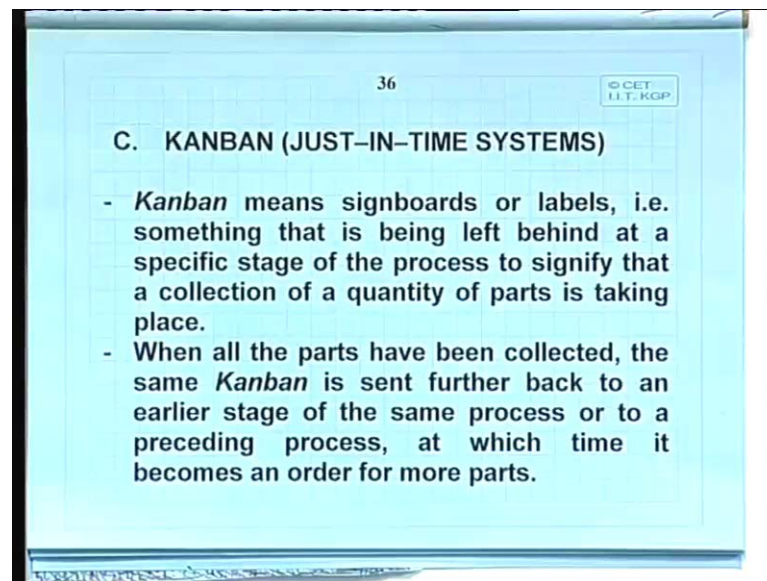 36
© CET
I.I.T. KGP
C. KANBAN (JUST–IN–TIME SYSTEMS)
- Kanban means signboards or labels, i.e.
something that is being left behind at a
specific stage of the process to signify that
a collection of a quantity of parts is taking
place.
- When all the parts have been collected, the
same Kanban is sent further back to an
earlier stage of the same process or to a
preceding process, at which time it
becomes an order for more parts.